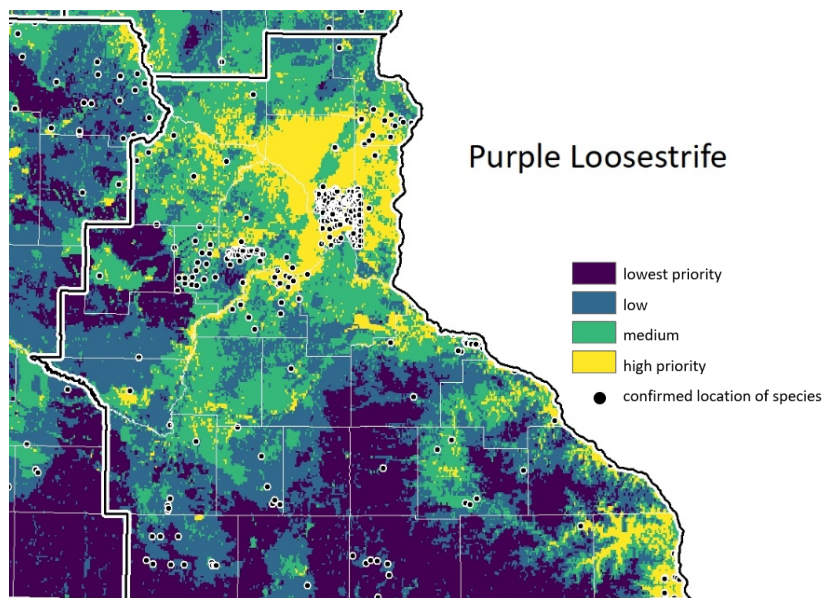 Purple Loosestrife
lowest priority
low
medium
high priority
confirmed location of species